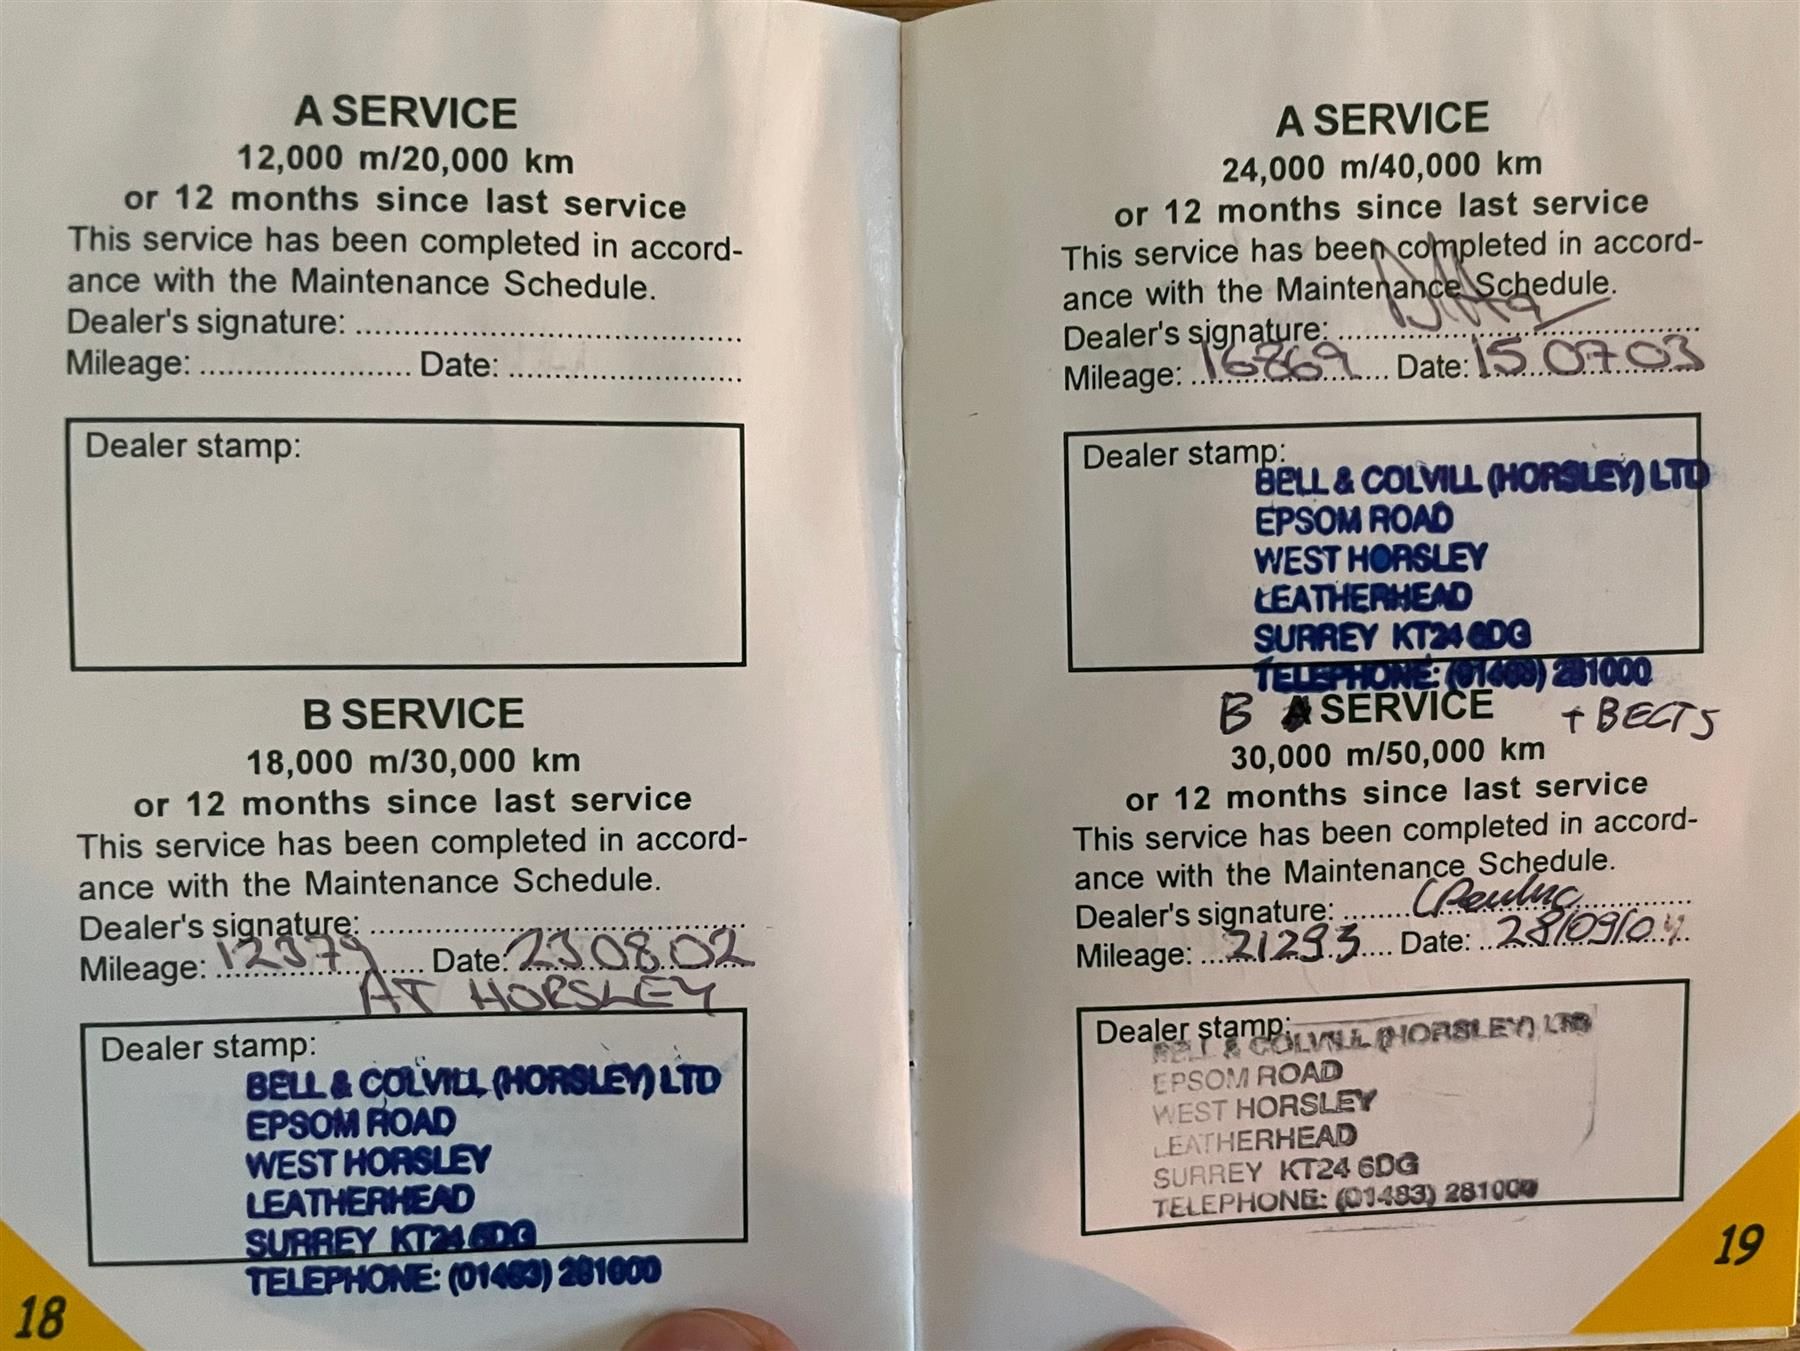 A SERVICE
12,000 m/20,000 km
or 12 months since last service
This service has been completed in accord-
ance with the Maintenance Schedule.
Dealer's signature: ..........
Mileage: .......... Date: ..........
Dealer stamp:
B SERVICE
18,000 m/30,000 km
or 12 months since last service
This service has been completed in accord-
ance with the Maintenance Schedule.
Dealer's signature: ..........
Mileage: 12379 Date: 23 08 02
AT HORSLEY
Dealer stamp:
BELL & COLVILL (HORSLEY) LTD
EPSOM ROAD
WEST HORSLEY
LEATHERHEAD
SURREY KT24 6DG
TELEPHONE: (01483) 281000
18
A SERVICE
24,000 m/40,000 km
or 12 months since last service
This service has been completed in accord-
ance with the Maintenance Schedule.
Dealer's signature:
Mileage: 16869 Date: 15.07.03
Dealer stamp:
BELL & COLVILL (HORSLEY) LTD
EPSOM ROAD
WEST HORSLEY
LEATHERHEAD
SURREY KT24 6DG
TELEPHONE: (01483) 281000
B A SERVICE + BELTS
30,000 m/50,000 km
or 12 months since last service
This service has been completed in accord-
ance with the Maintenance Schedule.
Dealer's signature:
Mileage: 21293 Date: 28/09/04
Dealer stamp:
BELL & COLVILL (HORSLEY) LTD
EPSOM ROAD
WEST HORSLEY
LEATHERHEAD
SURREY KT24 6DG
TELEPHONE: (01483) 281000
19